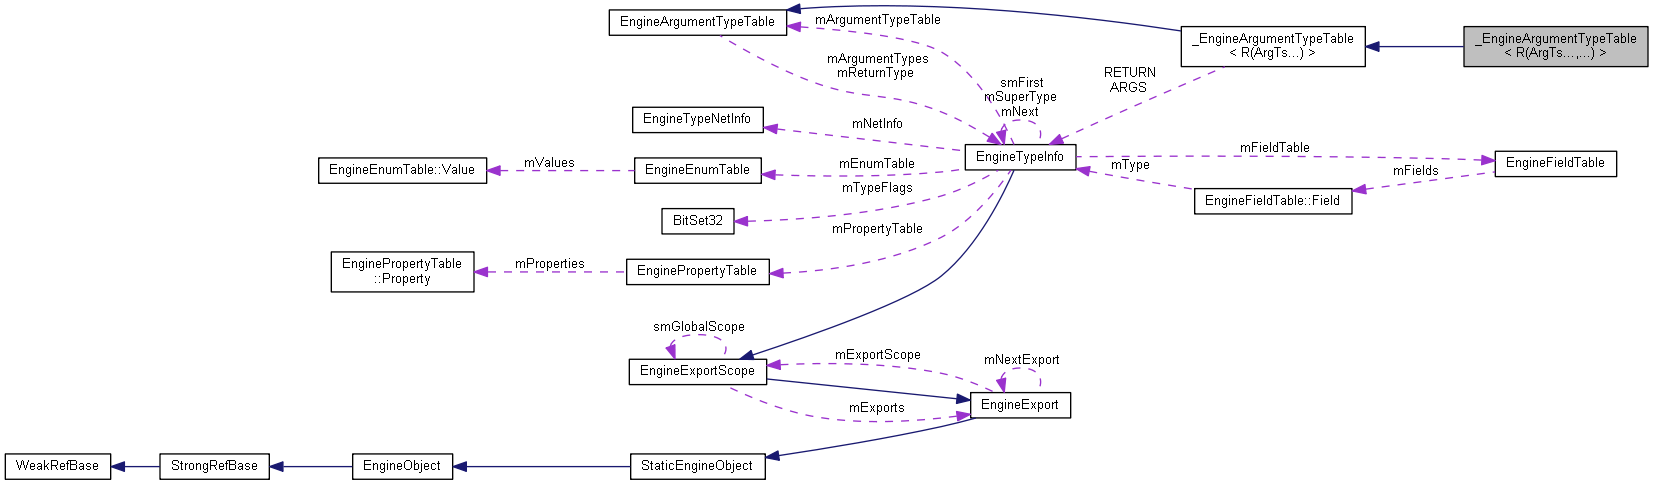 EngineArgumentTypeTable
mArgumentTypeTable
_EngineArgumentTypeTable
< R(ArgTs...) >
_EngineArgumentTypeTable
< R(ArgTs...,...) >
mArgumentTypes
mReturnType
smFirst
mSuperType
mNext
RETURN
ARGS
EngineTypeNetInfo
mNetInfo
EngineTypeInfo
mFieldTable
EngineFieldTable
EngineEnumTable::Value
mValues
EngineEnumTable
mEnumTable
mType
mFields
mTypeFlags
EngineFieldTable::Field
BitSet32
mPropertyTable
EnginePropertyTable
::Property
mProperties
EnginePropertyTable
smGlobalScope
mExportScope
mNextExport
EngineExportScope
mExports
EngineExport
WeakRefBase
StrongRefBase
EngineObject
StaticEngineObject